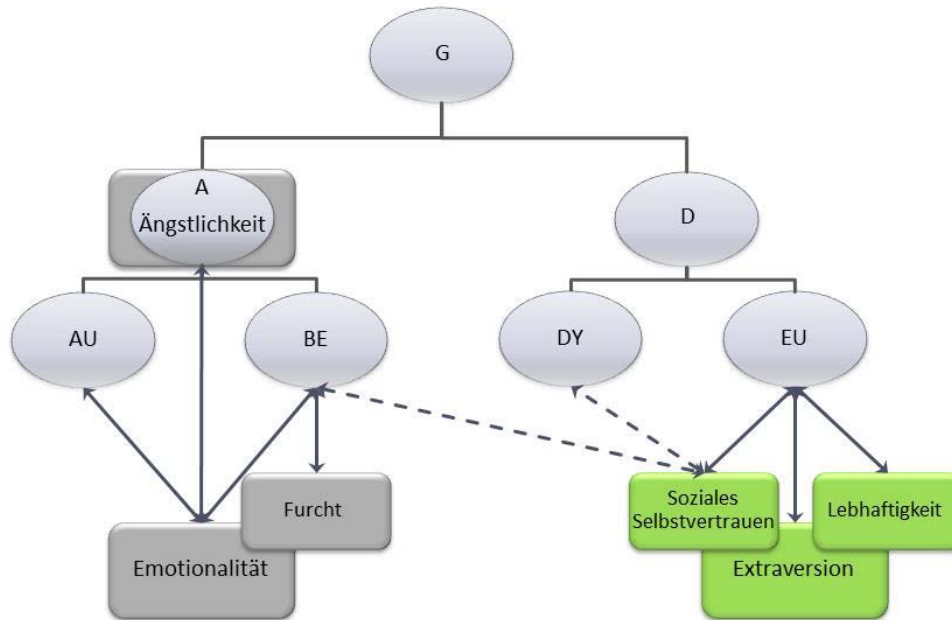 G
A
Ängstlichkeit
D
AU
BE
DY
EU
Furcht
Soziales
Selbstvertrauen
Lebhaftigkeit
Emotionalität
Extraversion